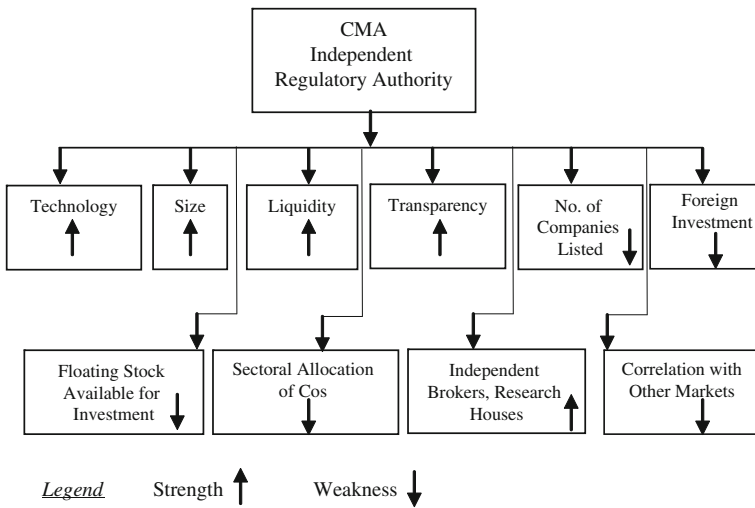 CMA
Independent
Regulatory Authority
Technology
Size
Liquidity
Transparency
No. of
Companies
Listed
Foreign
Investment
Floating Stock
Available for
Investment
Sectoral Allocation
of Cos
Independent
Brokers, Research
Houses
Correlation with
Other Markets
Legend
Strength
Weakness